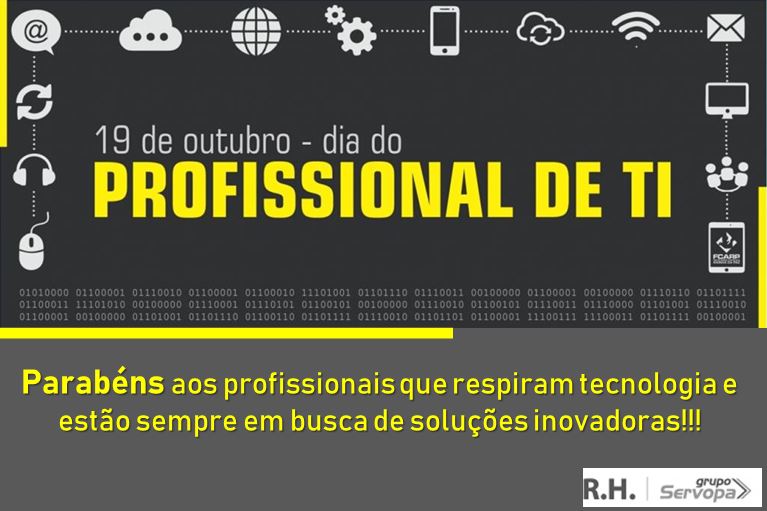 @
19 de outubro - dia do
PROFISSIONAL DE TI
FCARP
01010000 01100001 01110010 01100001 01100010 11101001 01101110 01110011 00100000 01100001 00100000 01110110 01101111
01100011 11101010 00100000 01110001 01110101 01100101 00100000 01110010 01100101 01110011 01110000 01101001 01110010
01100001 00100000 01101001 01101110 01100110 01101111 01110010 01101101 01100001 11100111 11100011 01101111 00100001
Parabéns aos profissionais que respiram tecnologia e
estão sempre em busca de soluções inovadoras!!!
R.H. grupo
Servopa